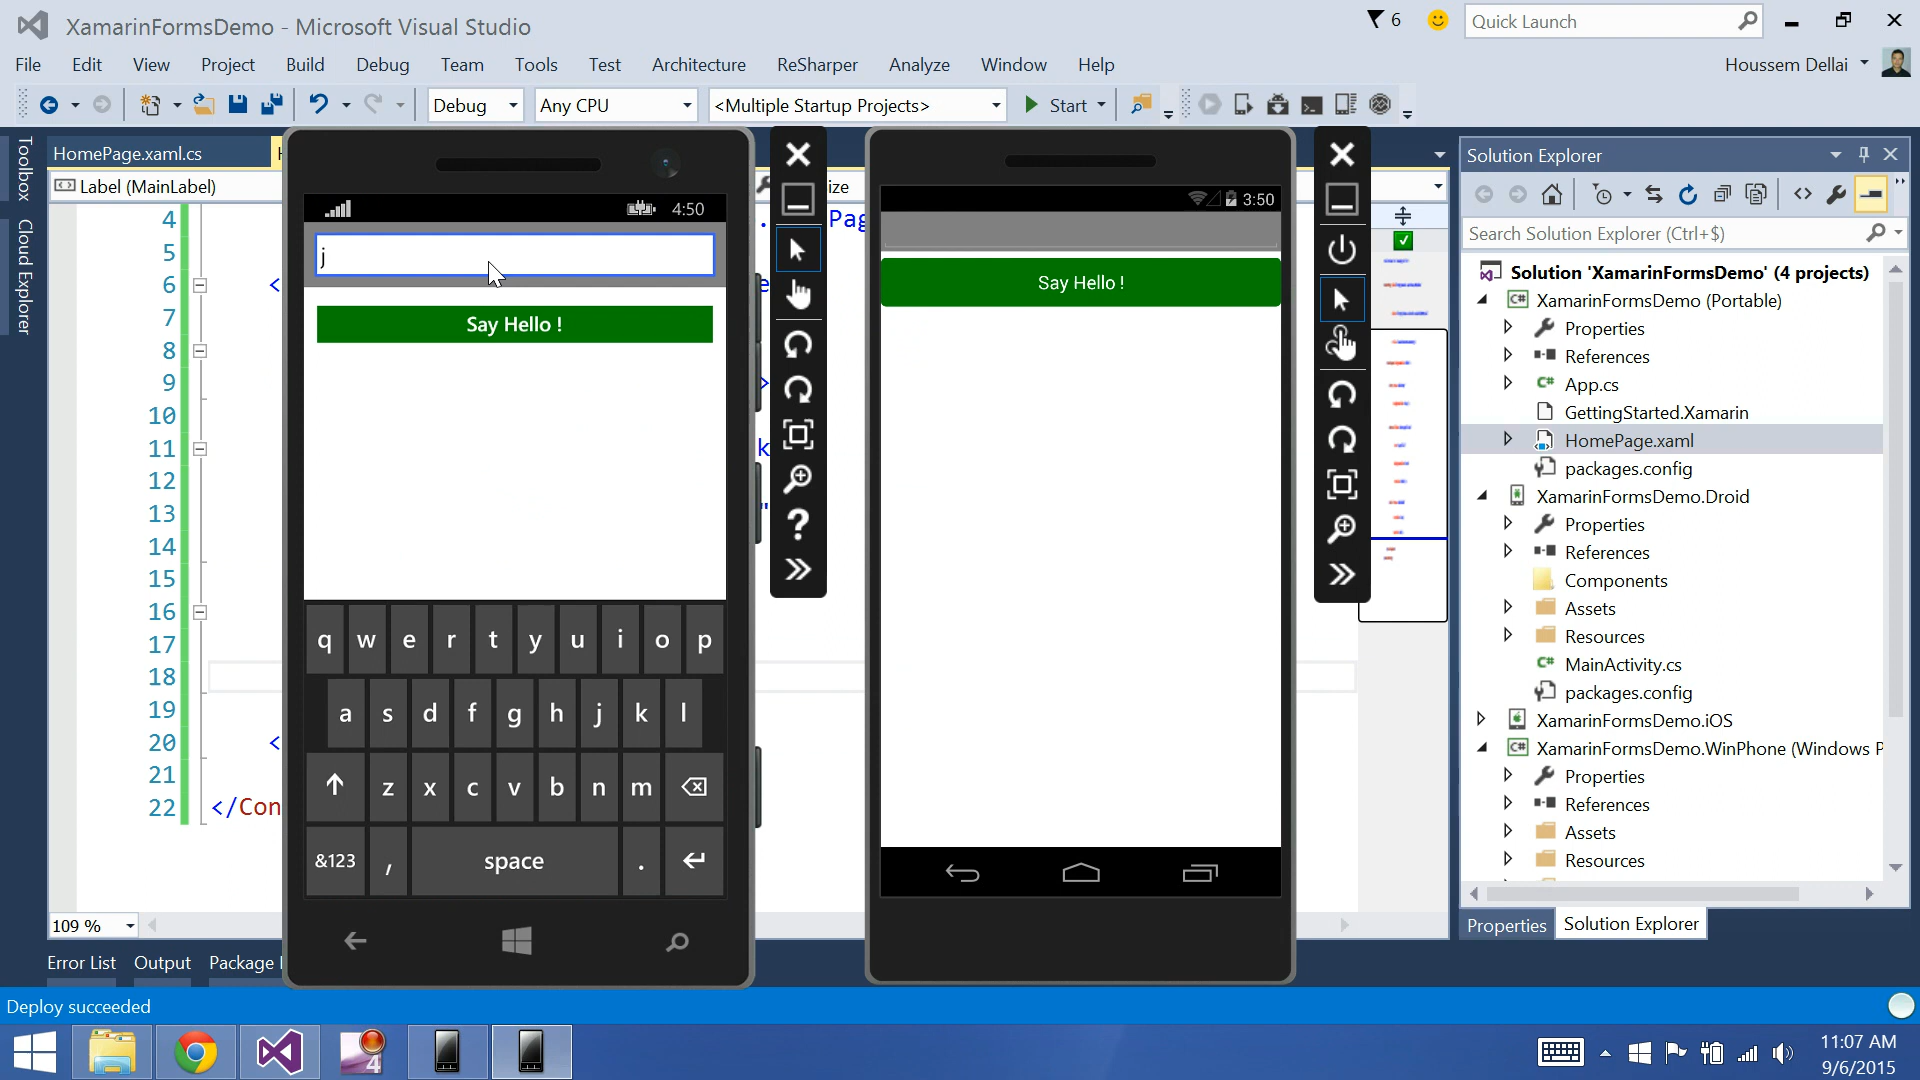 XamarinFormsDemo - Microsoft Visual Studio
6
Quick Launch
File Edit View Project Build Debug Team Tools Test Architecture ReSharper Analyze Window Help
Houssem Dellai
Debug
Any CPU
<Multiple Startup Projects>
Start
Toolbox
Cloud Explorer
HomePage.xaml.cs
Label (MainLabel)
ize
4
5
6
7
8
9
10
11
12
13
14
15
16
17
18
19
20
21
22
<
<
</Con
. Pag
e
>
k
"
109 %
4:50
j
Say Hello !
q w e r t y u i o p
a s d f g h j k l
z x c v b n m
&123 , space .
3:50
Say Hello !
Solution Explorer
Search Solution Explorer (Ctrl+$)
Solution 'XamarinFormsDemo' (4 projects)
XamarinFormsDemo (Portable)
Properties
References
App.cs
GettingStarted.Xamarin
HomePage.xaml
packages.config
XamarinFormsDemo.Droid
Properties
References
Components
Assets
Resources
MainActivity.cs
packages.config
XamarinFormsDemo.iOS
XamarinFormsDemo.WinPhone (Windows P
Properties
References
Assets
Resources
Properties
Solution Explorer
Error List Output Package
Deploy succeeded
4
11:07 AM
9/6/2015